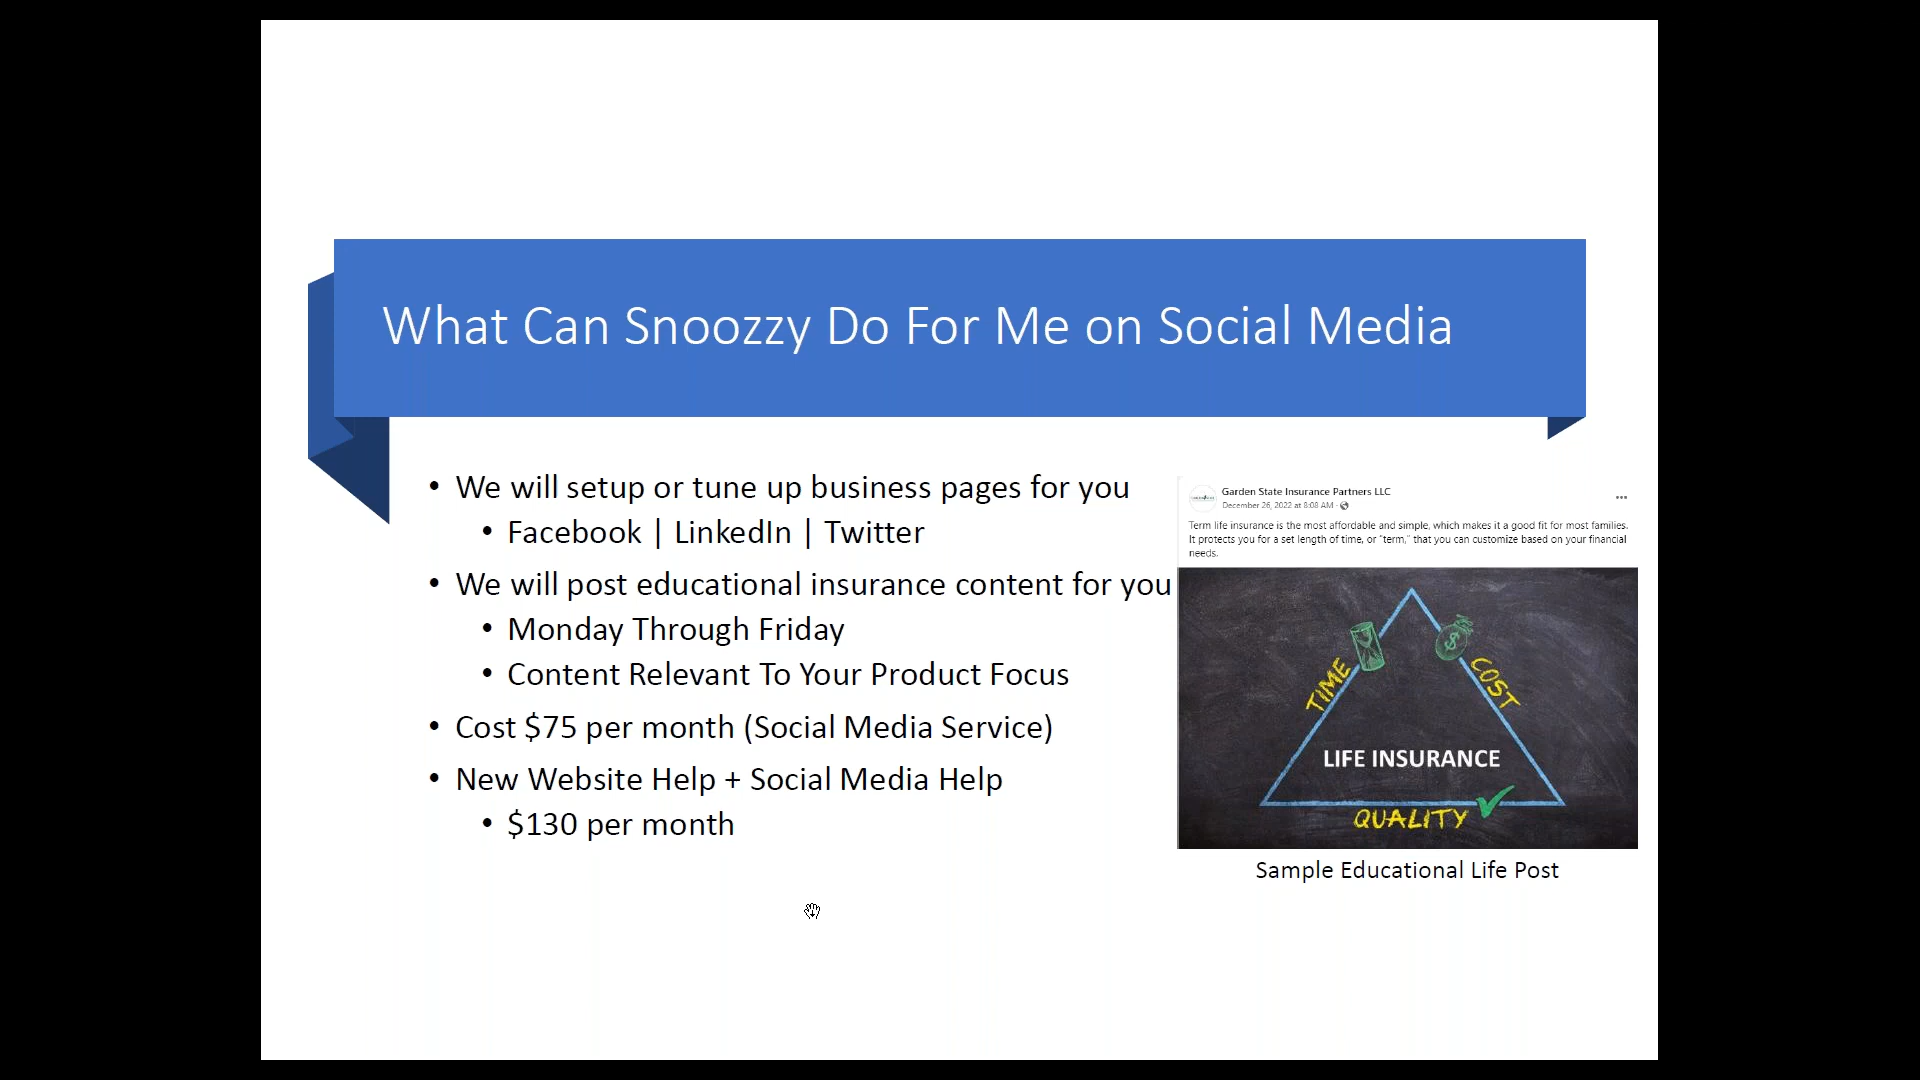 What Can Snoozzy Do For Me on Social Media
• We will setup or tune up business pages for you
• Facebook | LinkedIn | Twitter
• We will post educational insurance content for you
• Monday Through Friday
• Content Relevant To Your Product Focus
• Cost $75 per month (Social Media Service)
• New Website Help + Social Media Help
• $130 per month
Garden State Insurance Partners LLC
December 26, 2022 at 8:08 AM ·
Term life insurance is the most affordable and simple, which makes it a good fit for most families.
It protects you for a set length of time, or "term," that you can customize based on your financial
needs.
TIME
COST
LIFE INSURANCE
QUALITY
Sample Educational Life Post